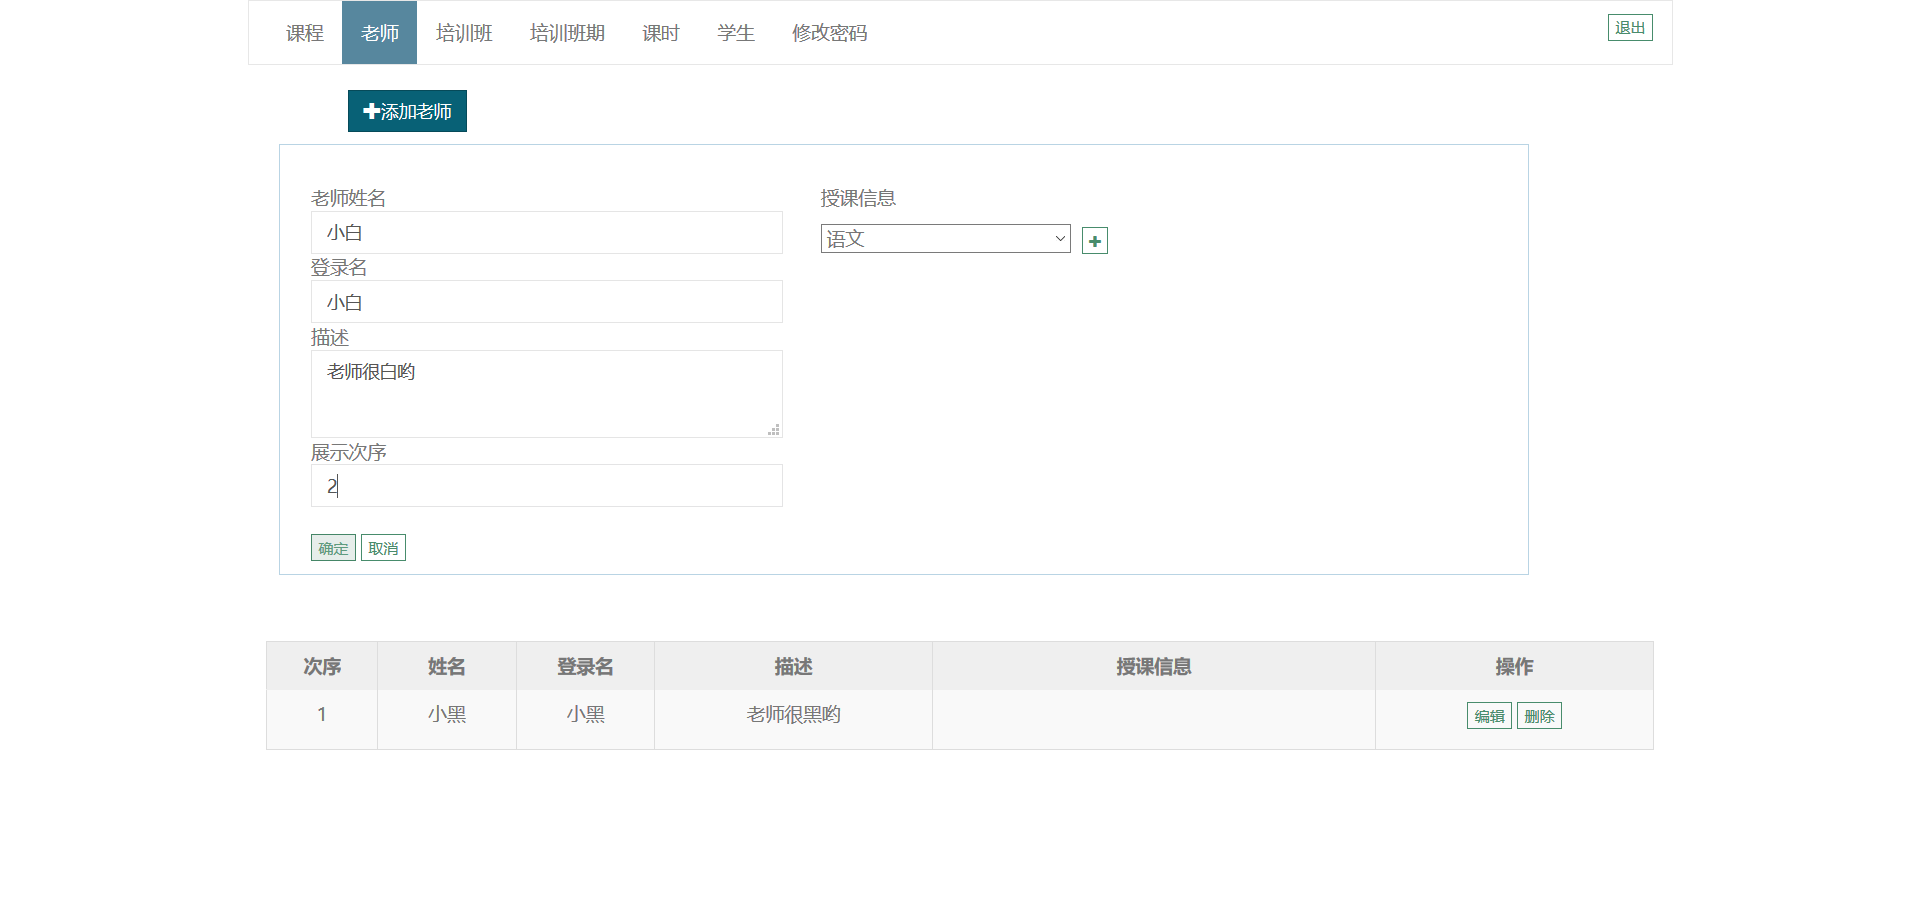 课程 老师 培训班 培训班期 课时 学生 修改密码 退出
添加老师
老师姓名 授课信息
小白 语文
登录名
小白
描述
老师很白哟
展示次序
2
确定 取消
次序 姓名 登录名 描述 授课信息 操作
1 小黑 小黑 老师很黑哟 编辑 删除